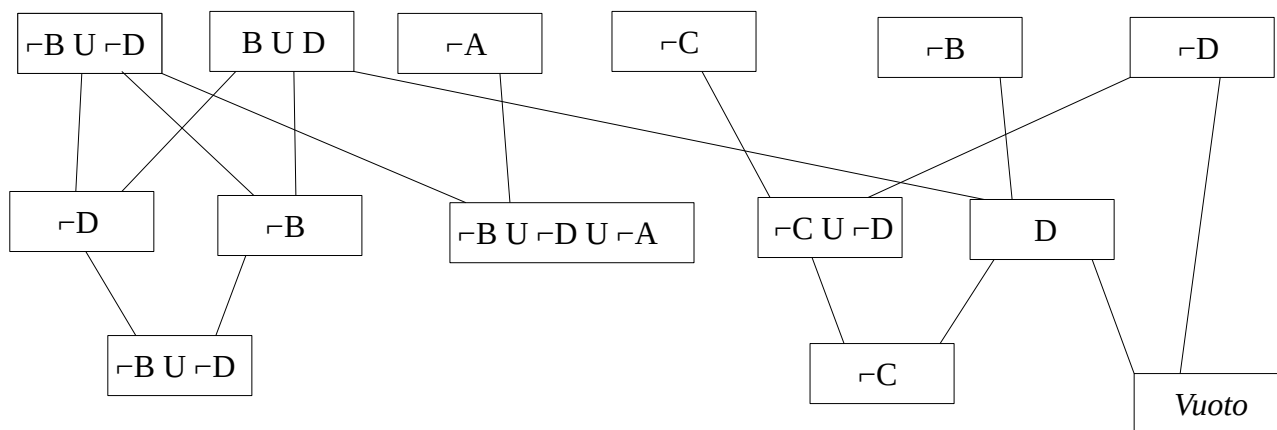 ⌐B U ⌐D
B U D
⌐A
⌐C
⌐B
⌐D
⌐D
⌐B
⌐B U ⌐D U ⌐A
⌐C U ⌐D
D
⌐B U ⌐D
⌐C
Vuoto